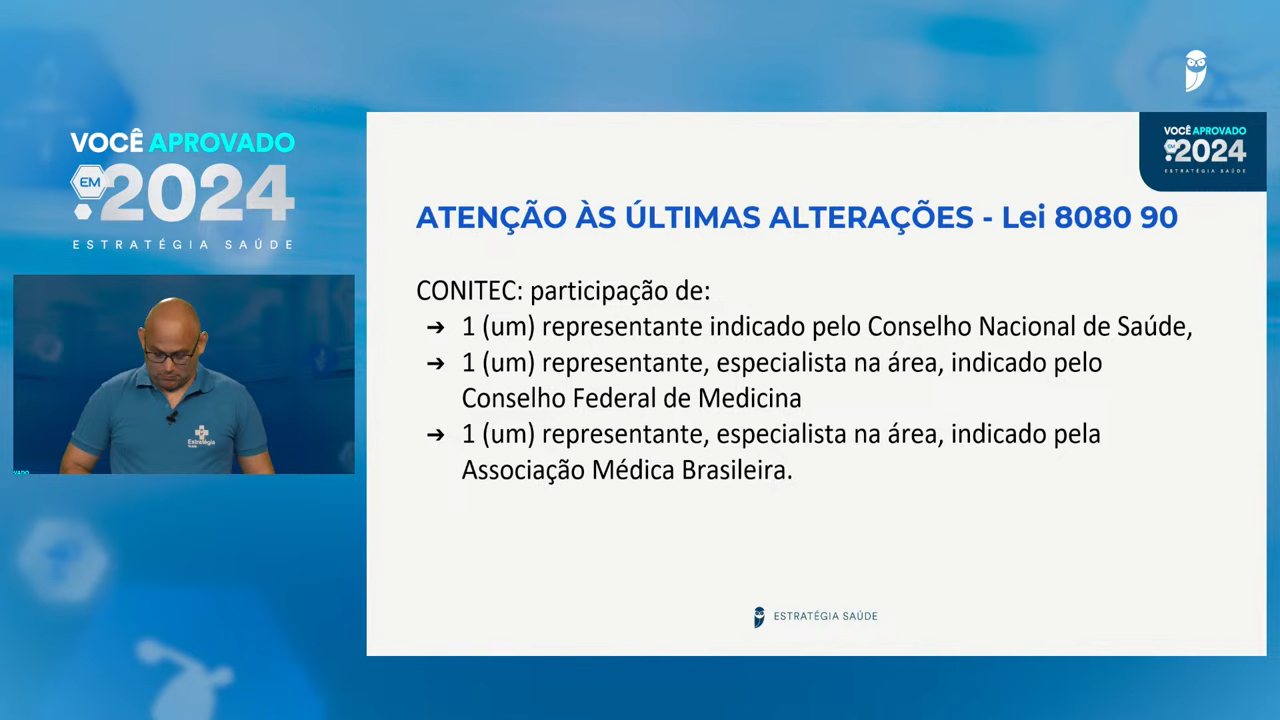 VOCÊ APROVADO
EM 2024
ESTRATÉGIA SAÚDE
VOCÊ APROVADO
EM 2024
ESTRATÉGIA SAÚDE
ATENÇÃO ÀS ÚLTIMAS ALTERAÇÕES - Lei 8080 90
CONITEC: participação de:
➔ 1 (um) representante indicado pelo Conselho Nacional de Saúde,
➔ 1 (um) representante, especialista na área, indicado pelo
Conselho Federal de Medicina
➔ 1 (um) representante, especialista na área, indicado pela
Associação Médica Brasileira.
Estratégia
ESTRATÉGIA SAÚDE